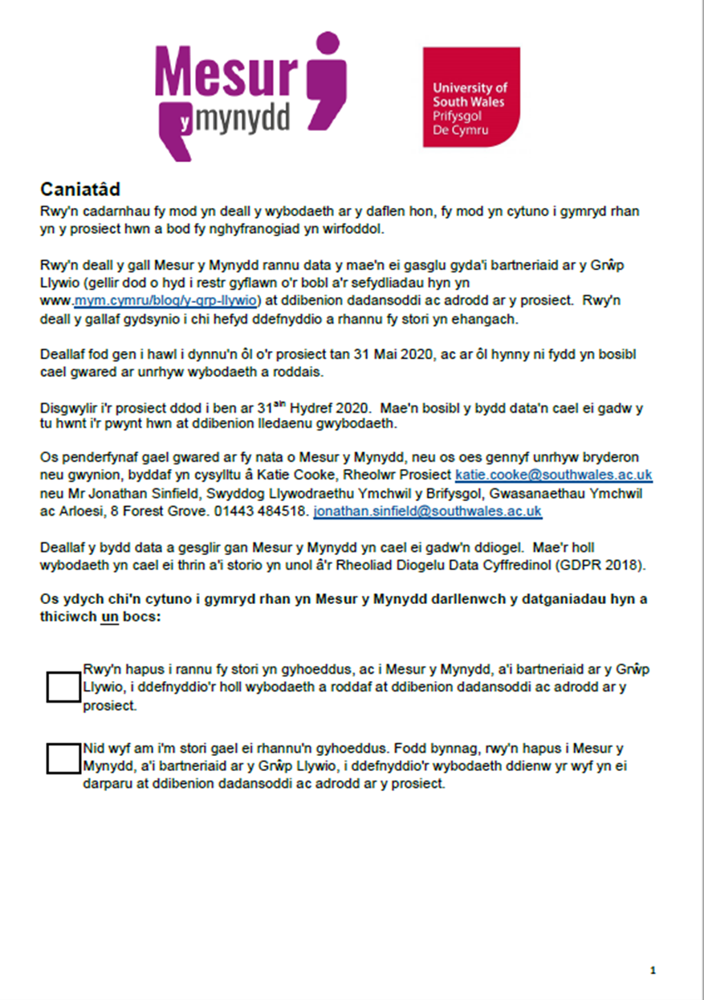 Mesur
y mynydd
University of
South Wales
Prifysgol
De Cymru
Caniatâd
Rwy'n cadarnhau fy mod yn deall y wybodaeth ar y daflen hon, fy mod yn cytuno i gymryd rhan
yn y prosiect hwn a bod fy nghyfranogiad yn wirfoddol.
Rwy'n deall y gall Mesur y Mynydd rannu data y mae'n ei gasglu gyda'i bartneriaid ar y Grŵp
Llywio (gellir dod o hyd i restr gyflawn o'r bobl a'r sefydliadau hyn yn
www.mym.cymru/blog/y-grp-llywio) at ddibenion dadansoddi ac adrodd ar y prosiect. Rwy'n
deall y gallaf gydsynio i chi hefyd ddefnyddio a rhannu fy stori yn ehangach.
Deallaf fod gen i hawl i dynnu'n ôl o'r prosiect tan 31 Mai 2020, ac ar ôl hynny ni fydd yn bosibl
cael gwared ar unrhyw wybodaeth a roddais.
Disgwylir i'r prosiect ddod i ben ar 31ain Hydref 2020. Mae'n bosibl y bydd data'n cael ei gadw y
tu hwnt i'r pwynt hwn at ddibenion lledaenu gwybodaeth.
Os penderfynaf gael gwared ar fy nata o Mesur y Mynydd, neu os oes gennyf unrhyw bryderon
neu gwynion, byddaf yn cysylltu â Katie Cooke, Rheolwr Prosiect katie.cooke@southwales.ac.uk
neu Mr Jonathan Sinfield, Swyddog Llywodraethu Ymchwil y Brifysgol, Gwasanaethau Ymchwil
ac Arloesi, 8 Forest Grove. 01443 484518. jonathan.sinfield@southwales.ac.uk
Deallaf y bydd data a gesglir gan Mesur y Mynydd yn cael ei gadw'n ddiogel. Mae'r holl
wybodaeth yn cael ei thrin a'i storio yn unol â'r Rheoliad Diogelu Data Cyffredinol (GDPR 2018).
Os ydych chi'n cytuno i gymryd rhan yn Mesur y Mynydd darllenwch y datganiadau hyn a
thiciwch un bocs:
Rwy'n hapus i rannu fy stori yn gyhoeddus, ac i Mesur y Mynydd, a'i bartneriaid ar y Grŵp
Llywio, i ddefnyddio'r holl wybodaeth a roddaf at ddibenion dadansoddi ac adrodd ar y
prosiect.
Nid wyf am i'm stori gael ei rhannu'n gyhoeddus. Fodd bynnag, rwy'n hapus i Mesur y
Mynydd, a'i bartneriaid ar y Grŵp Llywio, i ddefnyddio'r wybodaeth ddienw yr wyf yn ei
darparu at ddibenion dadansoddi ac adrodd ar y prosiect.
1